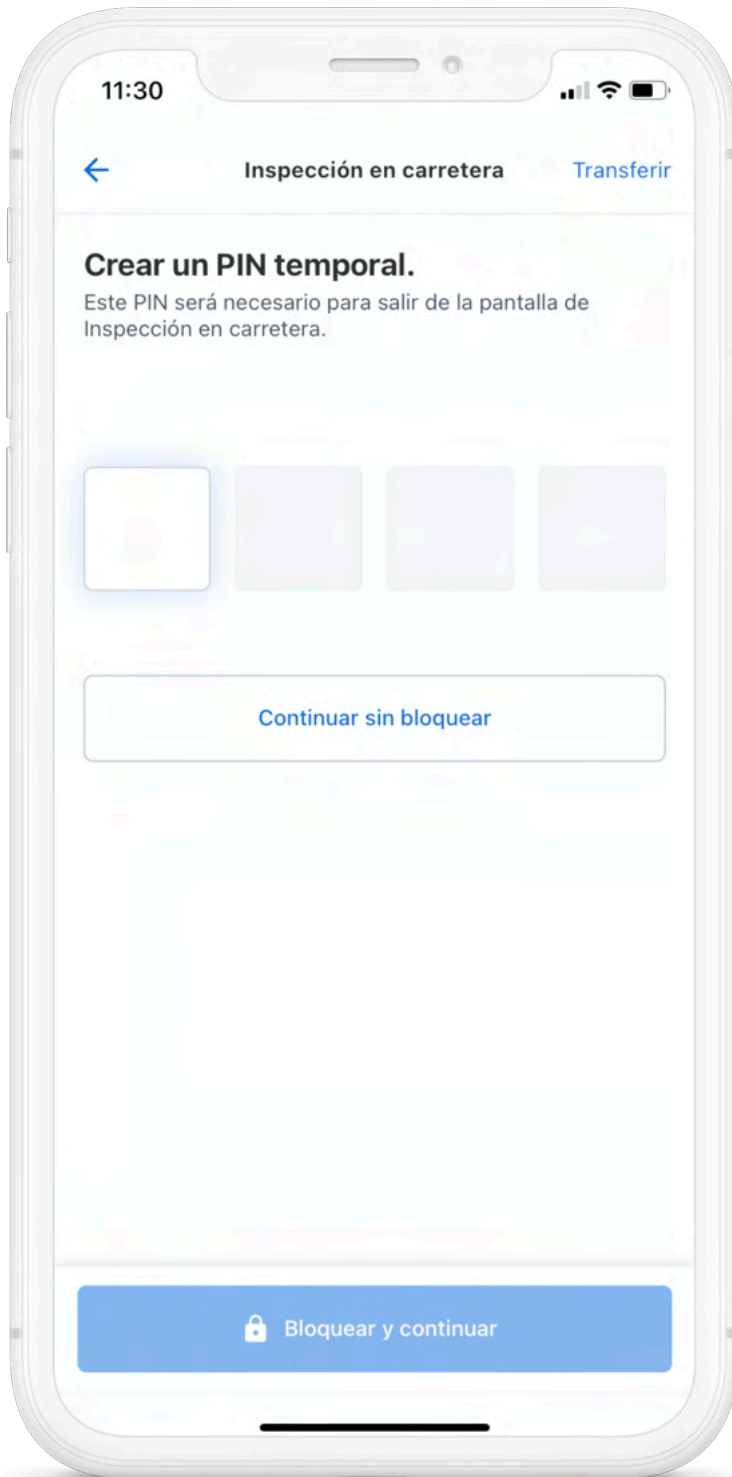 11:30
Inspección en carretera
Transferir
Crear un PIN temporal.
Este PIN será necesario para salir de la pantalla de
Inspección en carretera.
Continuar sin bloquear
Bloquear y continuar